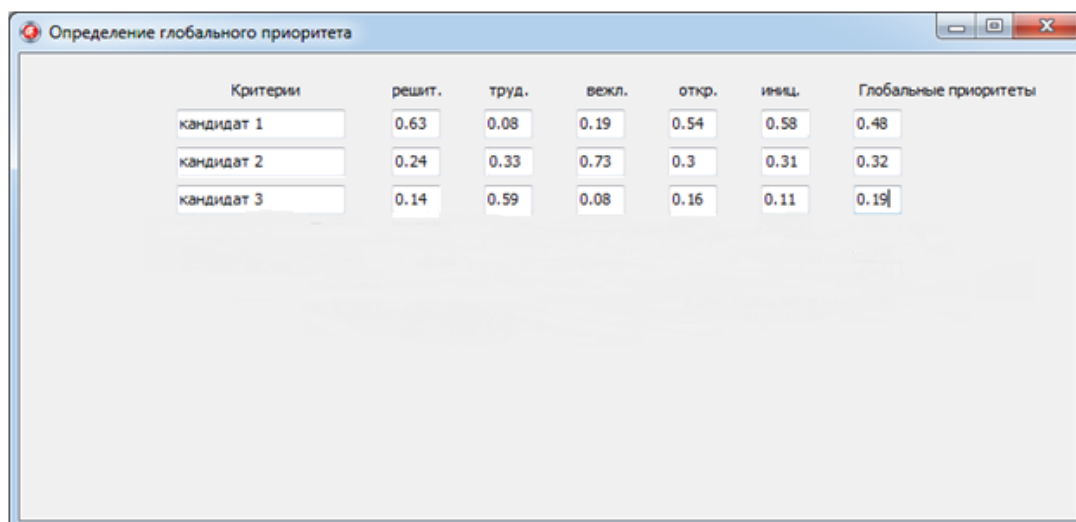 Определение глобального приоритета
Критерии решит. труд. вежл. откр. иниц. Глобальные приоритеты
кандидат 1 0.63 0.08 0.19 0.54 0.58 0.48
кандидат 2 0.24 0.33 0.73 0.3 0.31 0.32
кандидат 3 0.14 0.59 0.08 0.16 0.11 0.19